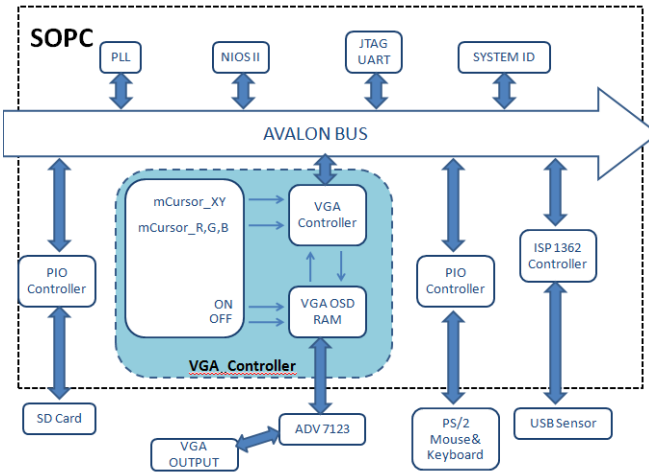 SOPC
PLL
NIOS II
JTAG
UART
SYSTEM ID
AVALON BUS
mCursor_XY
mCursor_R,G,B
ON
OFF
VGA
Controller
VGA OSD
RAM
VGA_Controller
PIO
Controller
PIO
Controller
ISP 1362
Controller
SD Card
VGA
OUTPUT
ADV 7123
PS/2
Mouse&
Keyboard
USB Sensor